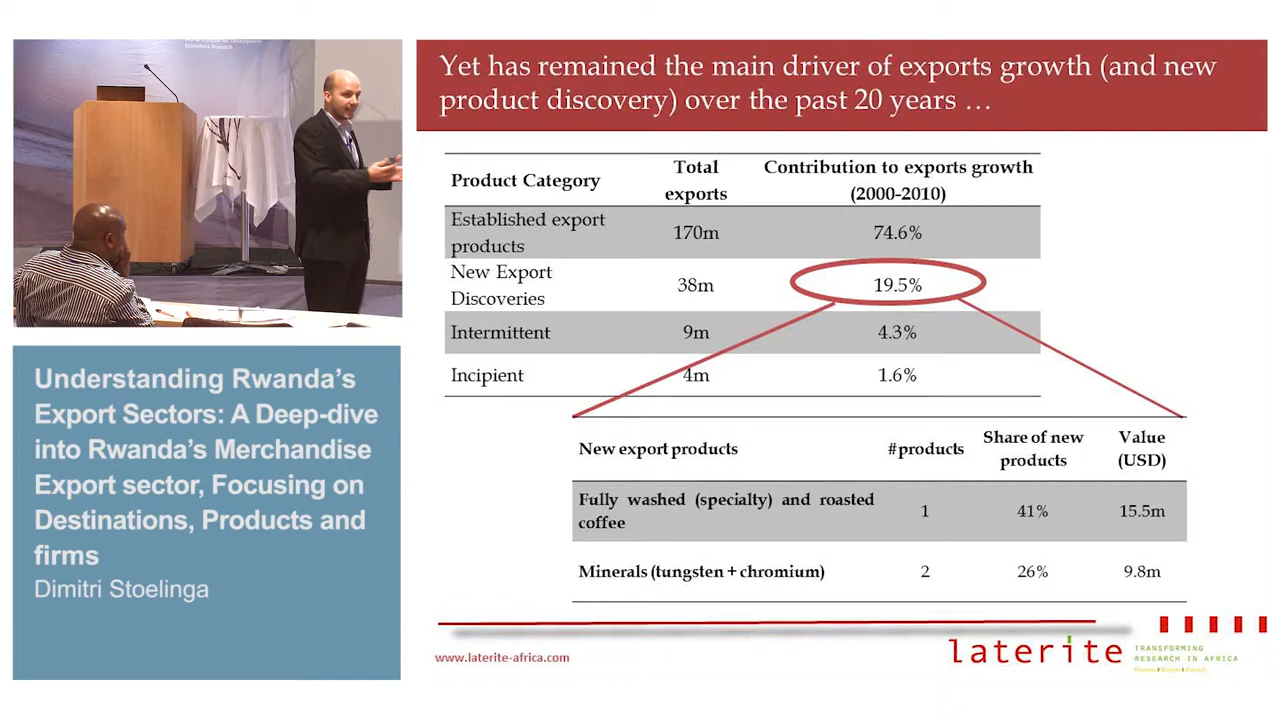 Economics Research
Yet has remained the main driver of exports growth (and new
product discovery) over the past 20 years …
Product Category
Total
exports
Contribution to exports growth
(2000-2010)
Established export
products
170m
74.6%
New Export
Discoveries
38m
19.5%
Intermittent
9m
4.3%
Incipient
4m
1.6%
New export products
#products
Share of new
products
Value
(USD)
Fully washed (specialty) and roasted
coffee
1
41%
15.5m
Minerals (tungsten + chromium)
2
26%
9.8m
Understanding Rwanda's
Export Sectors: A Deep-dive
into Rwanda's Merchandise
Export sector, Focusing on
Destinations, Products and
firms
Dimitri Stoelinga
www.laterite-africa.com
laterite
TRANSFORMING
RESEARCH IN AFRICA